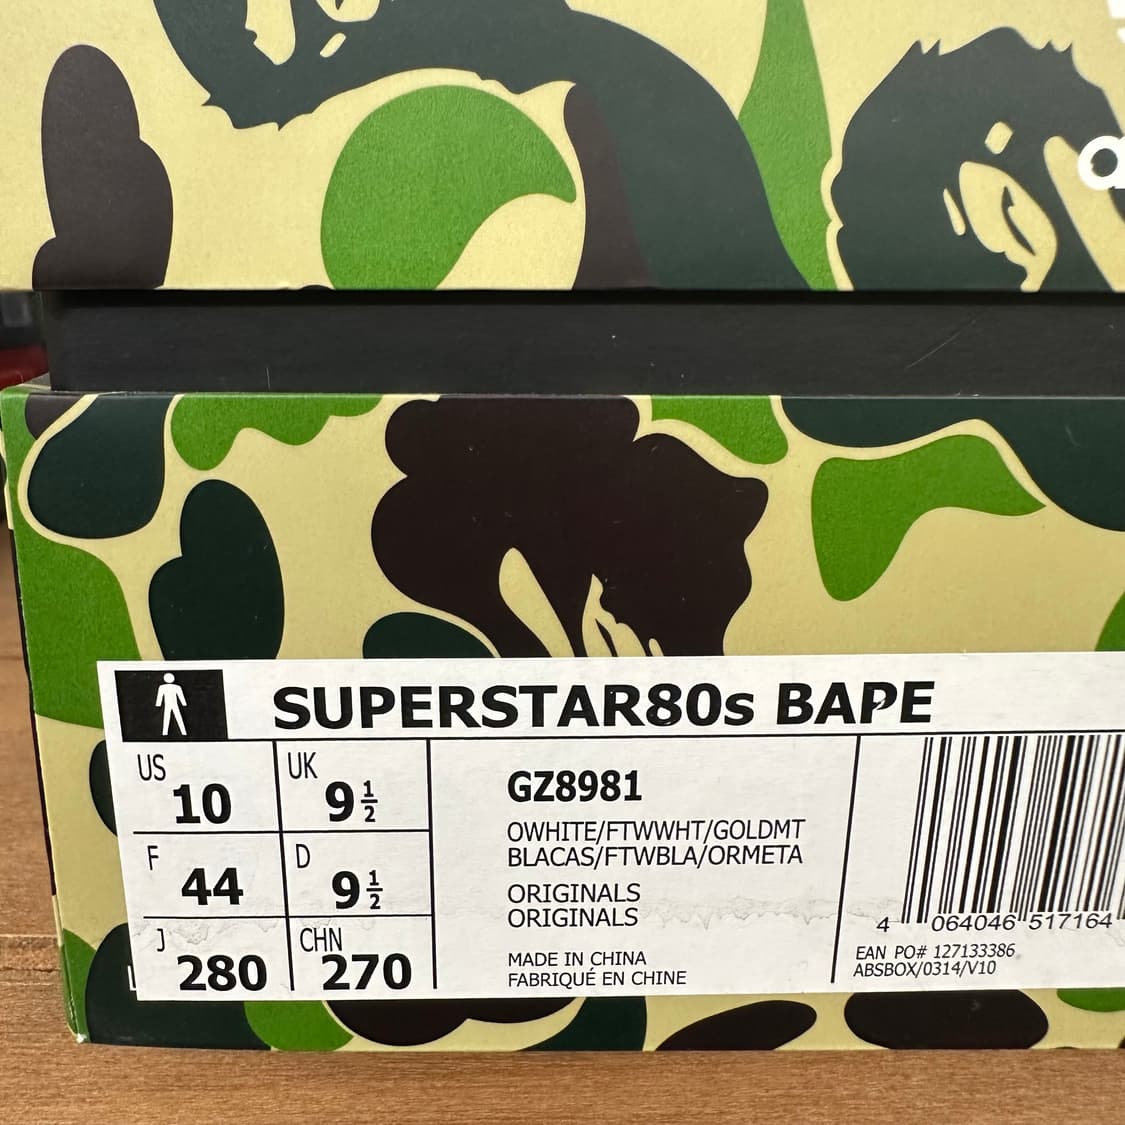 SUPERSTAR80s BAPE
US 10
UK 9 ½
F 44
D 9 ½
J 280
CHN 270
GZ8981
OWHITE/FTWWHT/GOLDMT
BLACAS/FTWBLA/ORMETA
ORIGINALS
ORIGINALS
MADE IN CHINA
FABRIQUÉ EN CHINE
4 064046 517164
EAN PO# 127133386
ABSBOX/0314/V10